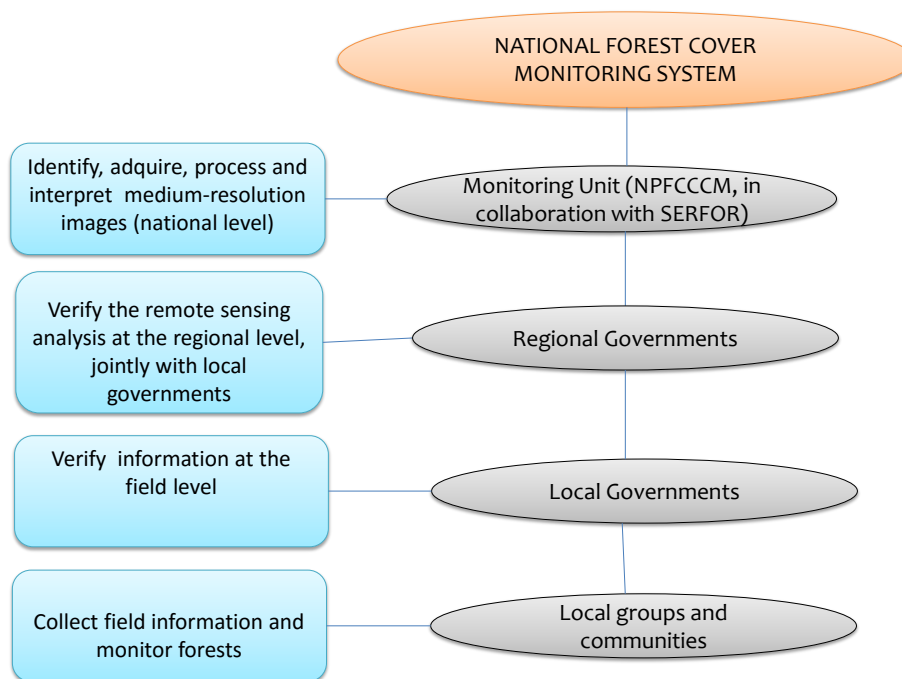 NATIONAL FOREST COVER
MONITORING SYSTEM
Identify, adquire, process and
interpret medium-resolution
images (national level)
Monitoring Unit (NPFCCCM, in
collaboration with SERFOR)
Verify the remote sensing
analysis at the regional level,
jointly with local
governments
Regional Governments
Verify information at the
field level
Local Governments
Collect field information and
monitor forests
Local groups and
communities